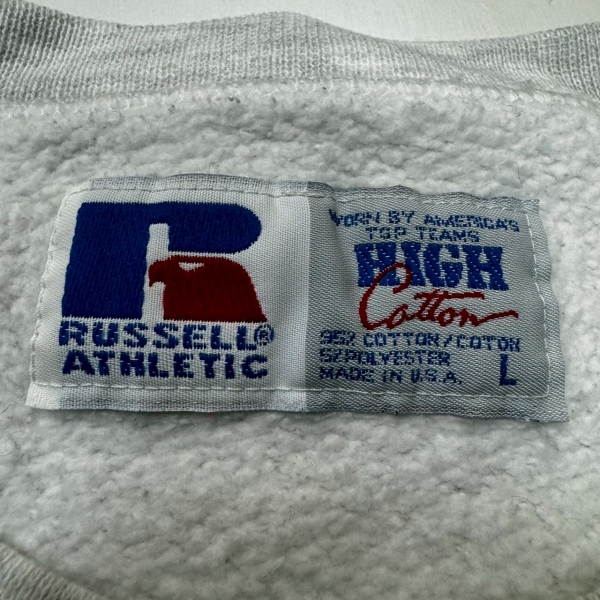 R
RUSSELL®
ATHLETIC
WORN BY AMERICA'S
TOP TEAMS
HIGH
Cotton
95% COTTON/COTON
5% POLYESTER
MADE IN U.S.A. L